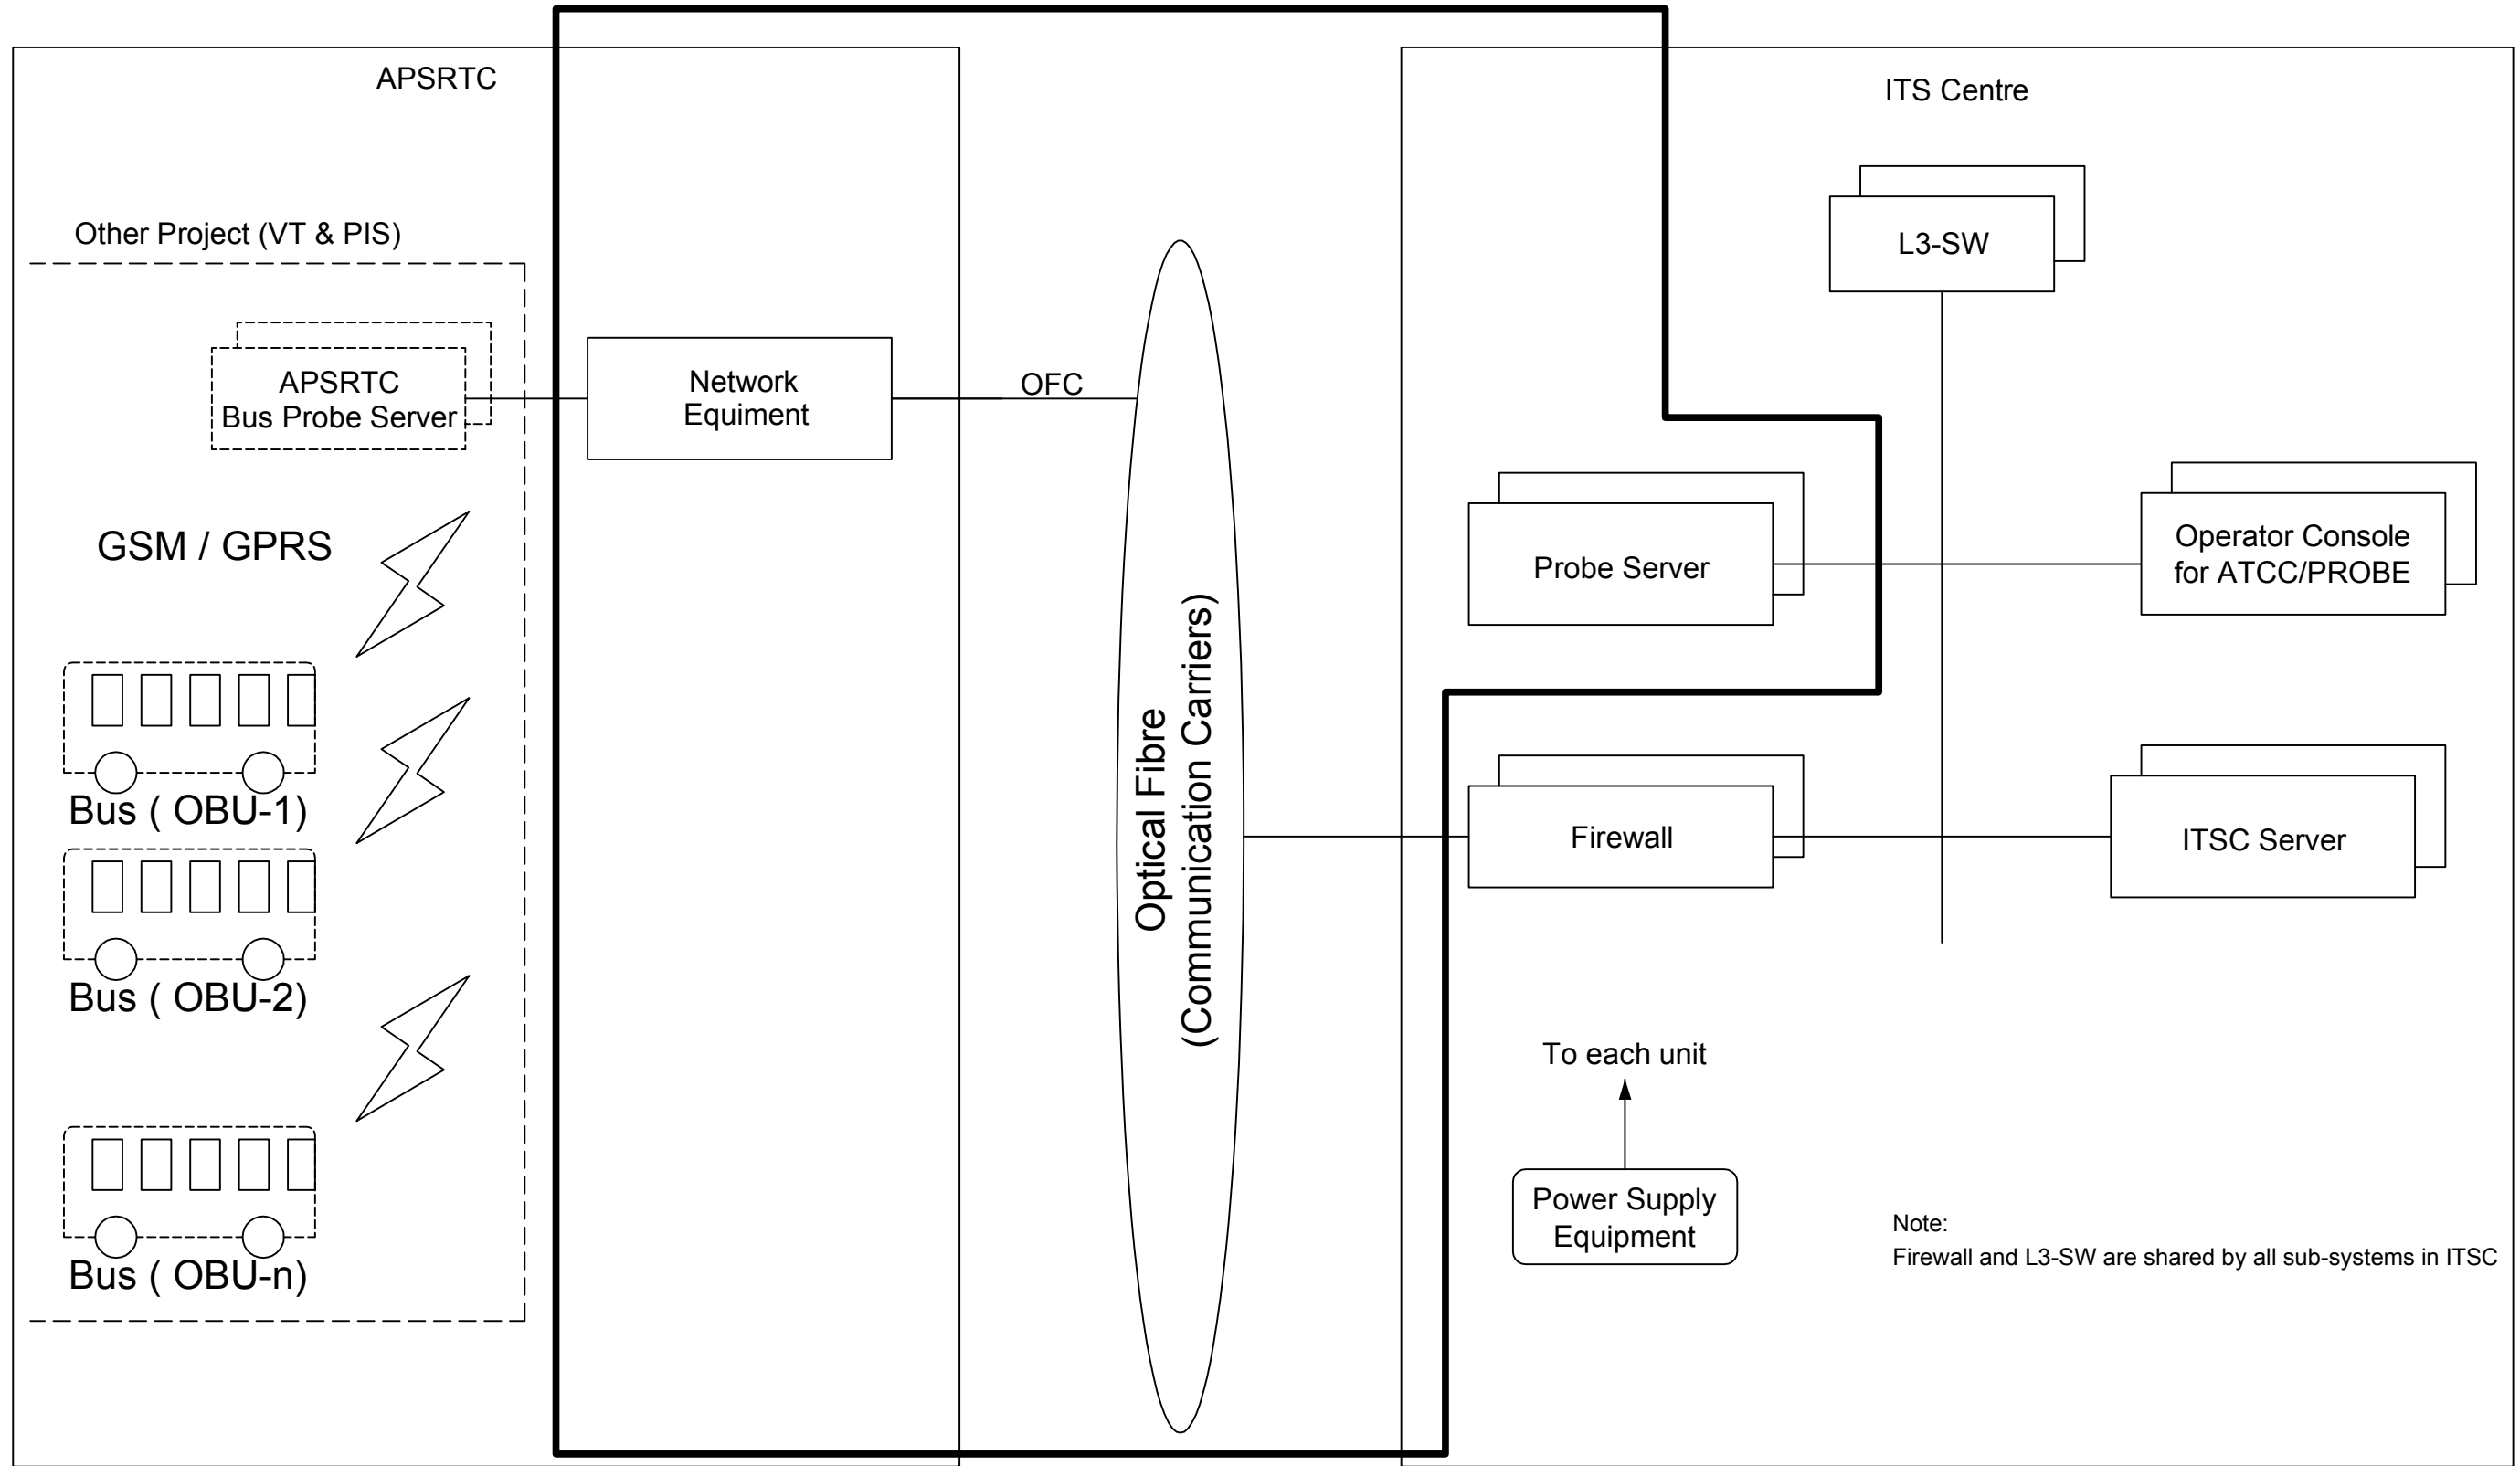 APSRTC
ITS Centre
Other Project (VT & PIS)
L3-SW
APSRTC
Bus Probe Server
Network
Equiment
OFC
GSM / GPRS
Probe Server
Operator Console
for ATCC/PROBE
Optical Fibre
(Communication Carriers)
Bus ( OBU-1)
Firewall
ITSC Server
Bus ( OBU-2)
To each unit
Power Supply
Equipment
Note:
Firewall and L3-SW are shared by all sub-systems in ITSC
Bus ( OBU-n)